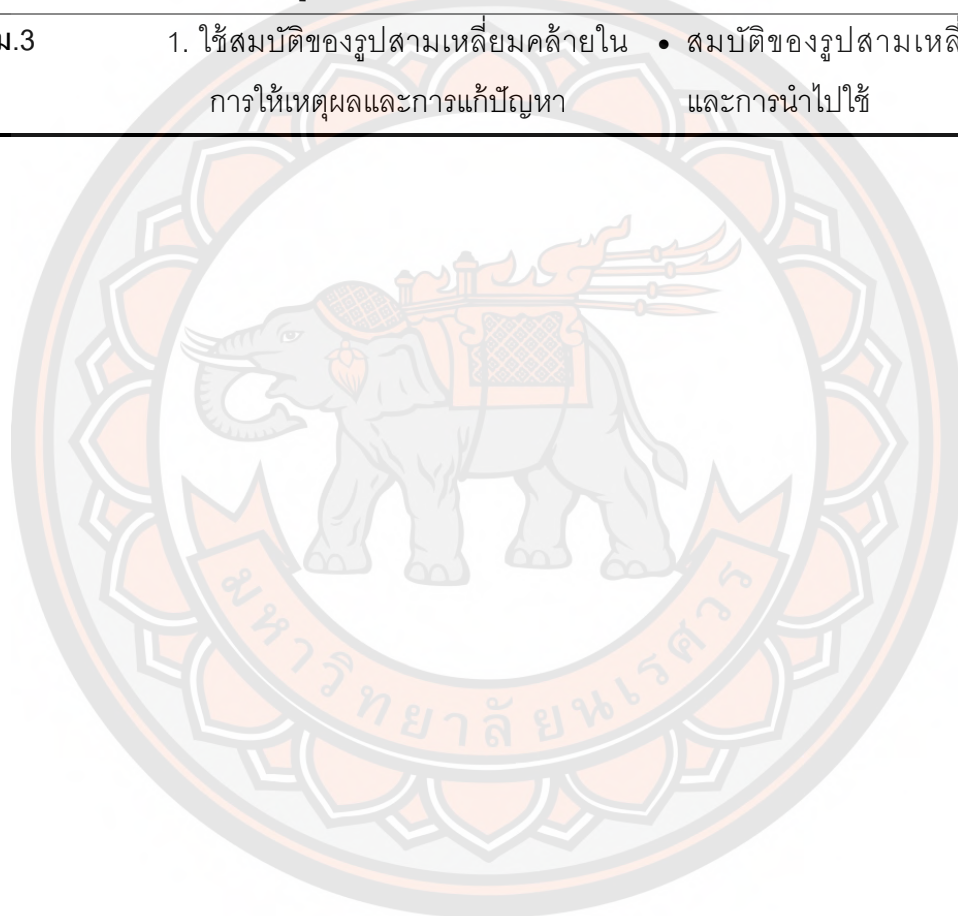 ม.3 1. ใช้สมบัติของรูปสามเหลี่ยมคล้ายใน • สมบัติของรูปสามเหลี่
การให้เหตุผลและการแก้ปัญหา และการนำไปใช้
มหาวิทยาลัยนเรศวร